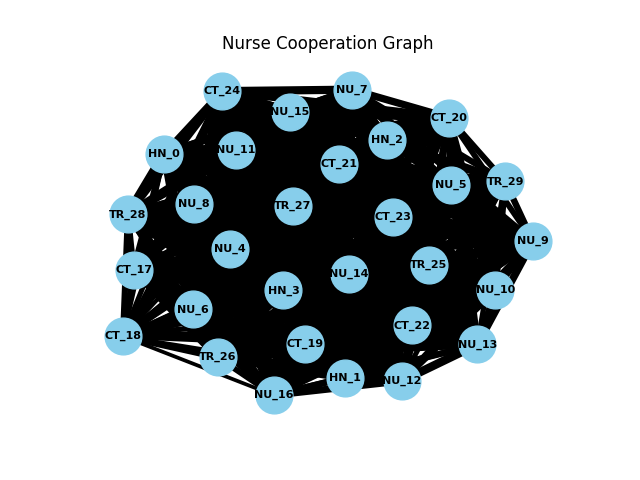 Nurse Cooperation Graph
CT_24
NU_7
NU_15
CT_20
HN_2
NU_11
HN_0
CT_21
TR_29
NU_5
NU_8
TR_27
TR_28
CT_23
NU_9
NU_4
TR_25
CT_17
NU_14
HN_3
NU_10
NU_6
CT_22
CT_18
CT_19
NU_13
TR_26
HN_1
NU_12
NU_16